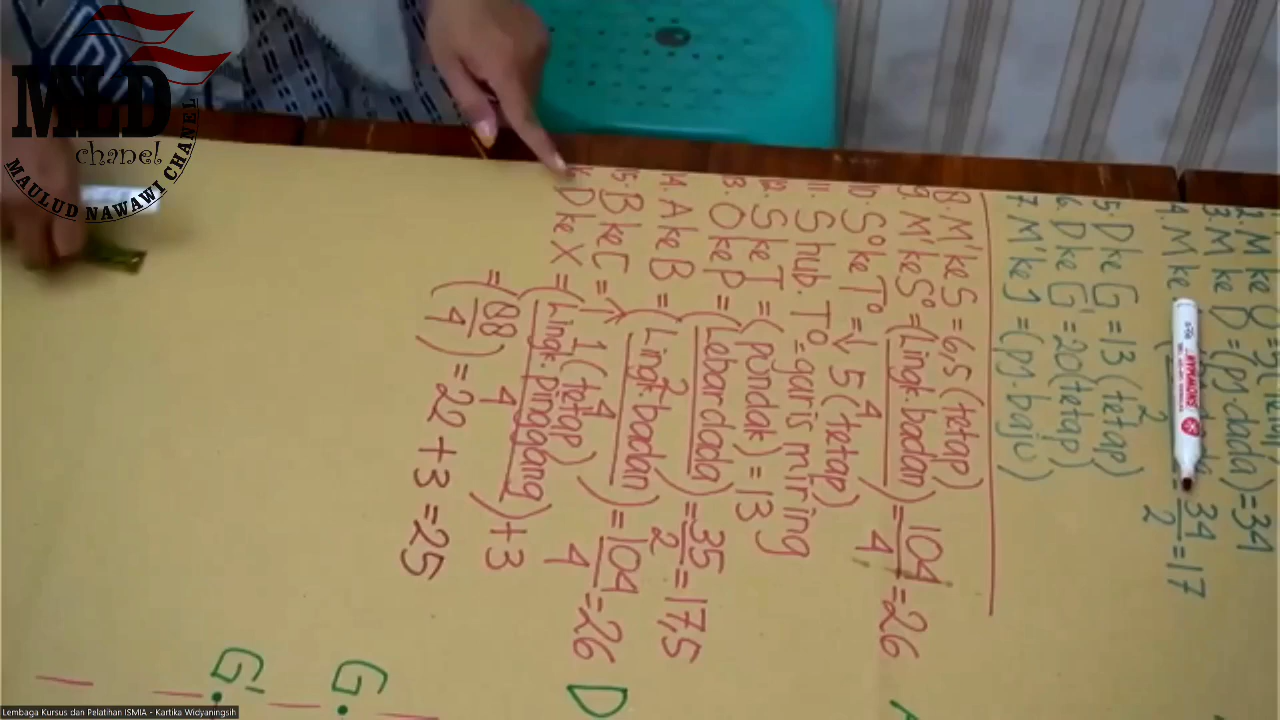 MLD
chanel
MAULUD NAWAWI CHANEL
3. M ke D = (pj. dada) = 34
4. M ke
= 34/2 = 17
5. D ke G = 13 (tetap)
6. D ke G' = 20 (tetap)
7. M' ke J = (pj. baju)
8. M' ke S = 6,5 (tetap)
9. M' ke S° = (Lingk. badan / 4) = 104/4 = 26
10. S° ke T° = ↓ 5 (tetap)
11. S hub. T° = garis miring
12. S ke T = (pundak) = 13
13. O ke P = (Lebar dada / 2) = 35/2 = 17,5
14. A ke B = (Lingk. badan / 4) = 104/4 = 26
15. B ke C = ↑ 1 (tetap)
D ke X = (Lingk. pinggang / 4) + 3
= (88/4) = 22 + 3 = 25
SNOWMAN
D
G
G'
Lembaga Kursus dan Pelatihan ISMIA - Kartika Widyaningsih